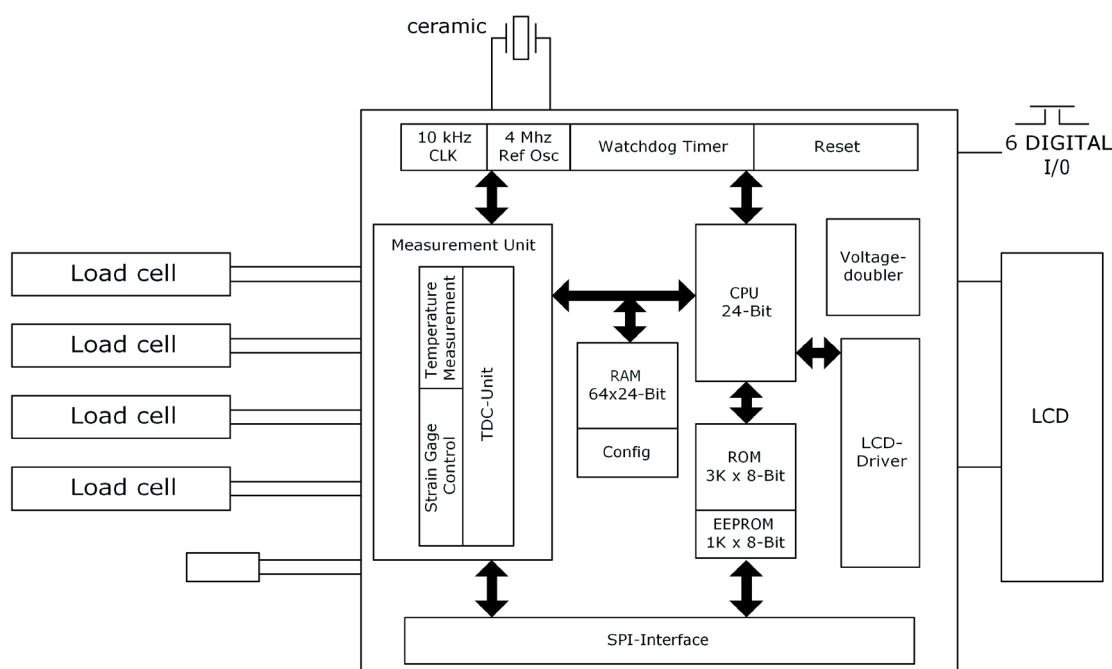 ceramic
10 kHz
CLK
4 Mhz
Ref Osc
Watchdog Timer
Reset
6 DIGITAL
I/0
Measurement Unit
Temperature
Measurement
Strain Gage
Control
TDC-Unit
CPU
24-Bit
Voltage-
doubler
Load cell
Load cell
Load cell
Load cell
RAM
64x24-Bit
Config
ROM
3K x 8-Bit
EEPROM
1K x 8-Bit
LCD-
Driver
LCD
SPI-Interface